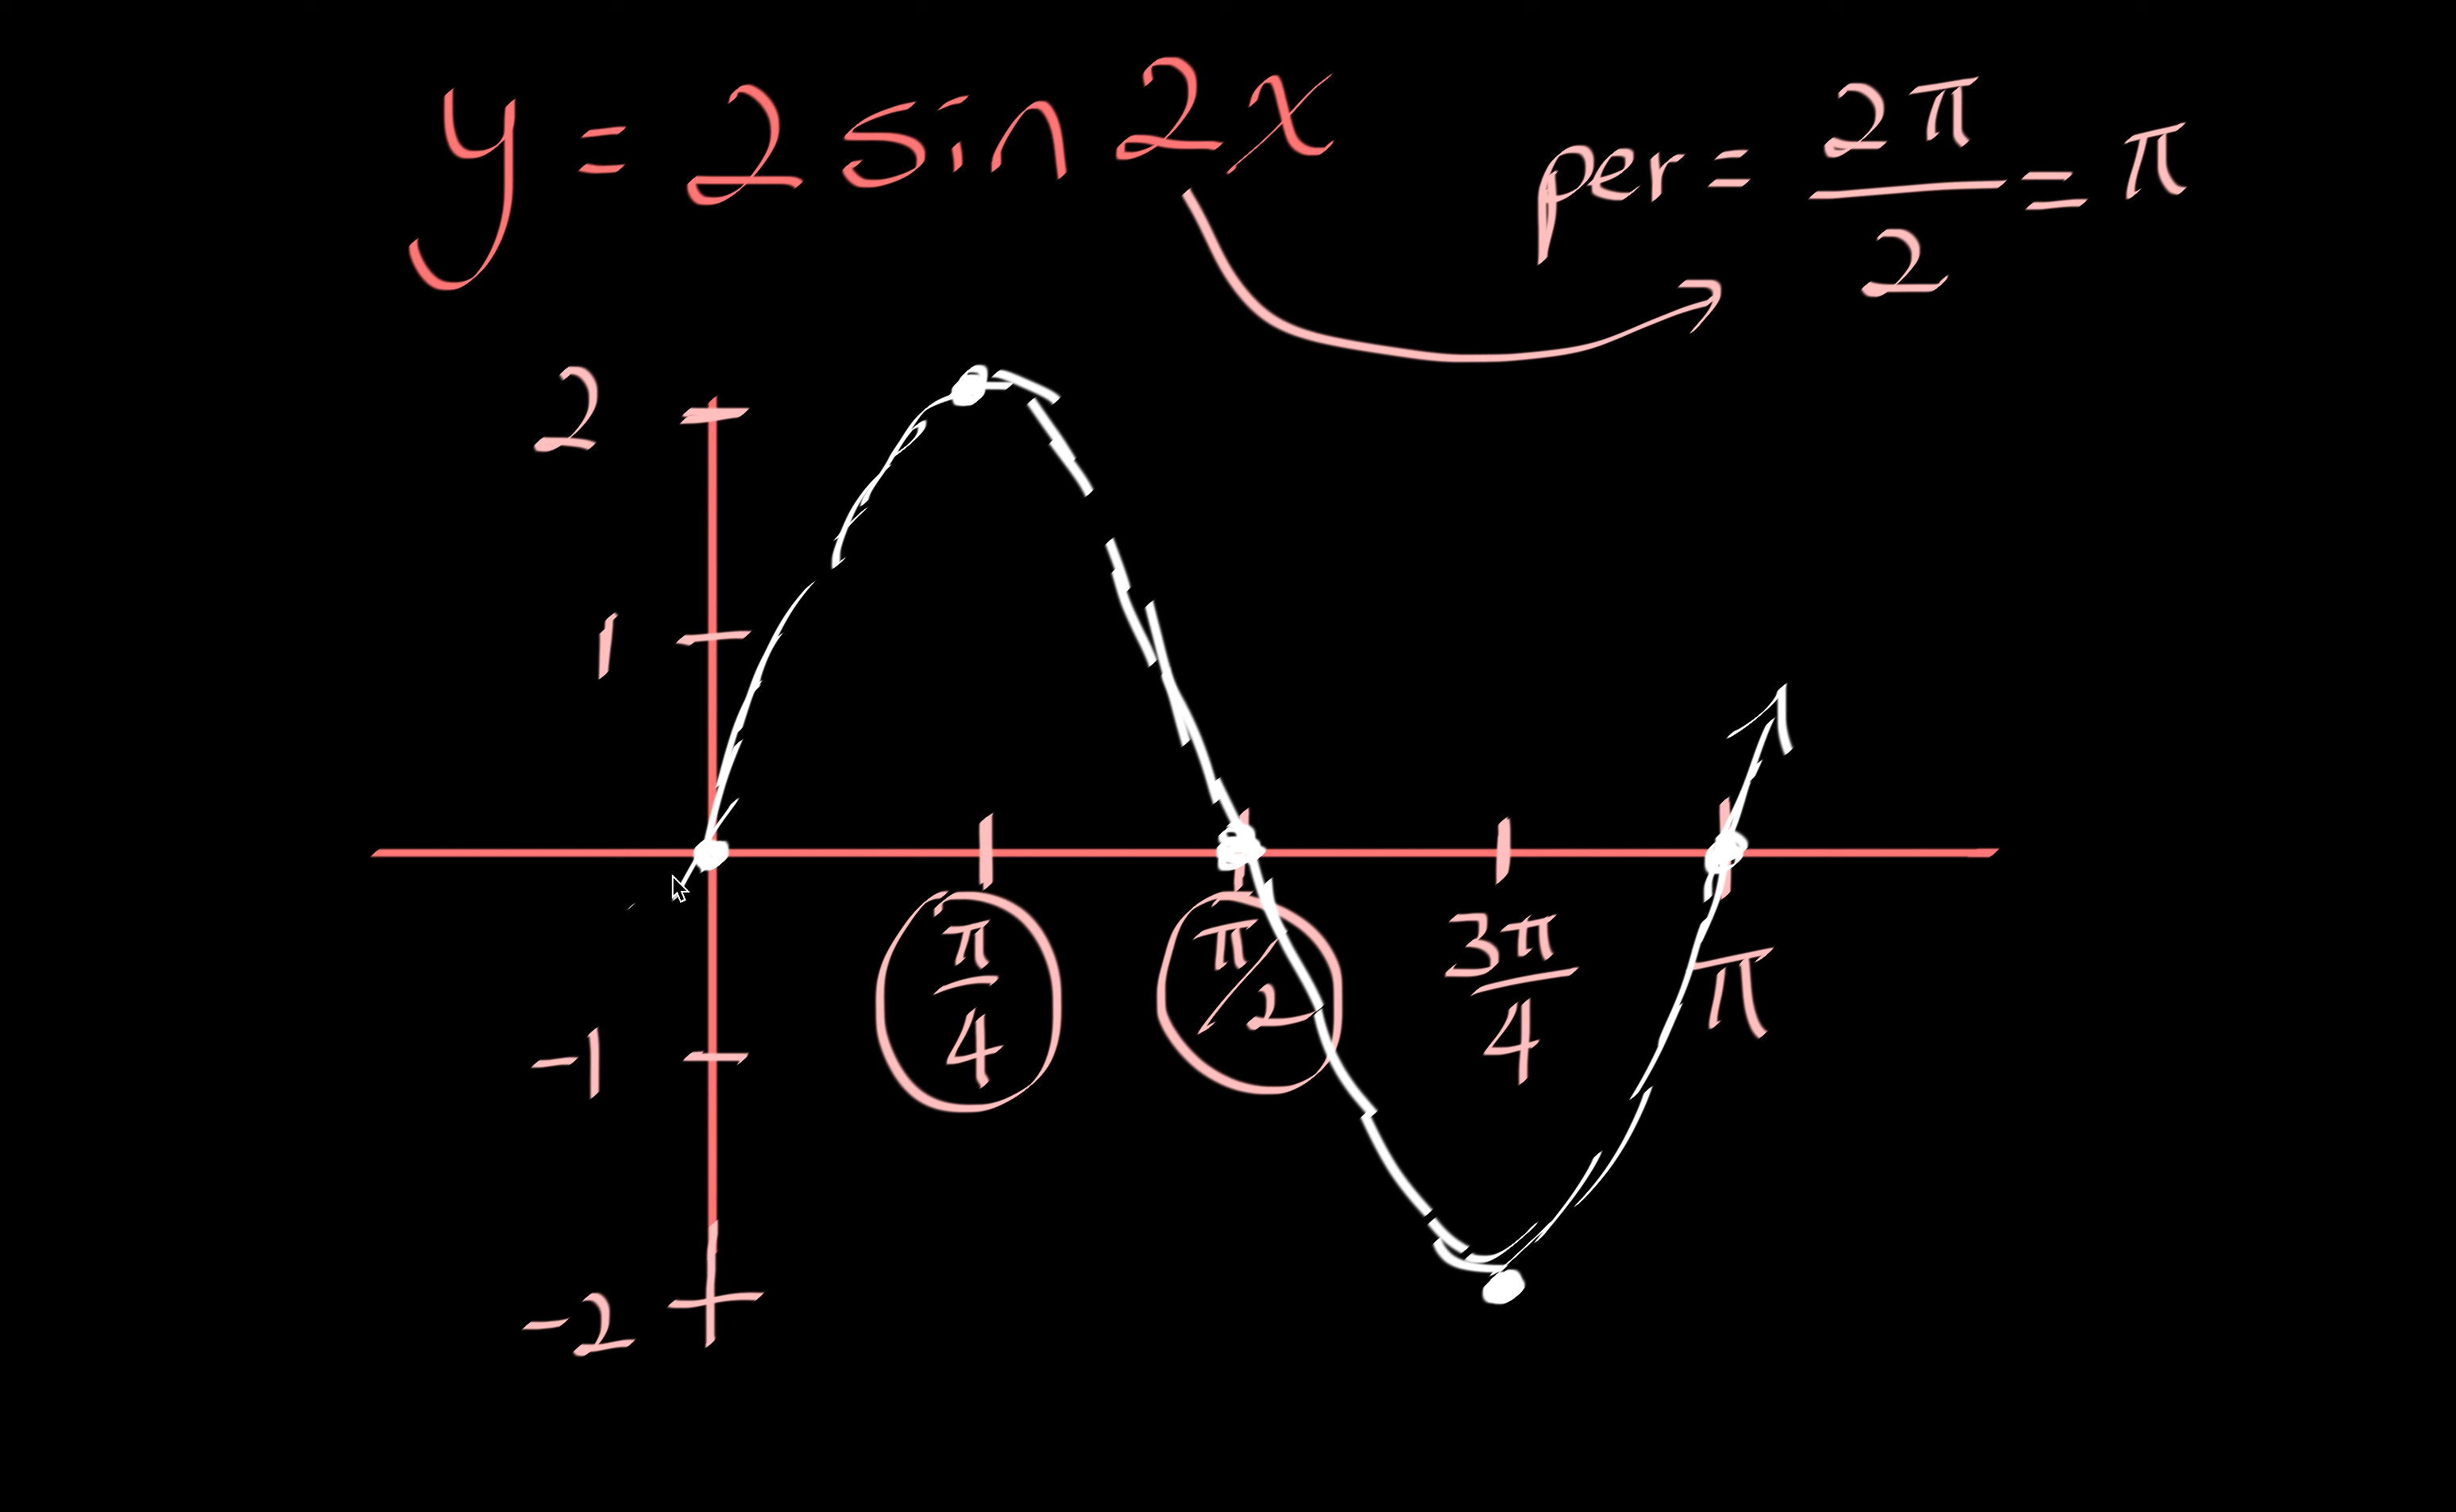 y = 2 sin 2x
per = 2π/2 = π
2
1
π/4 π/2 3π/4 π
-1
-2